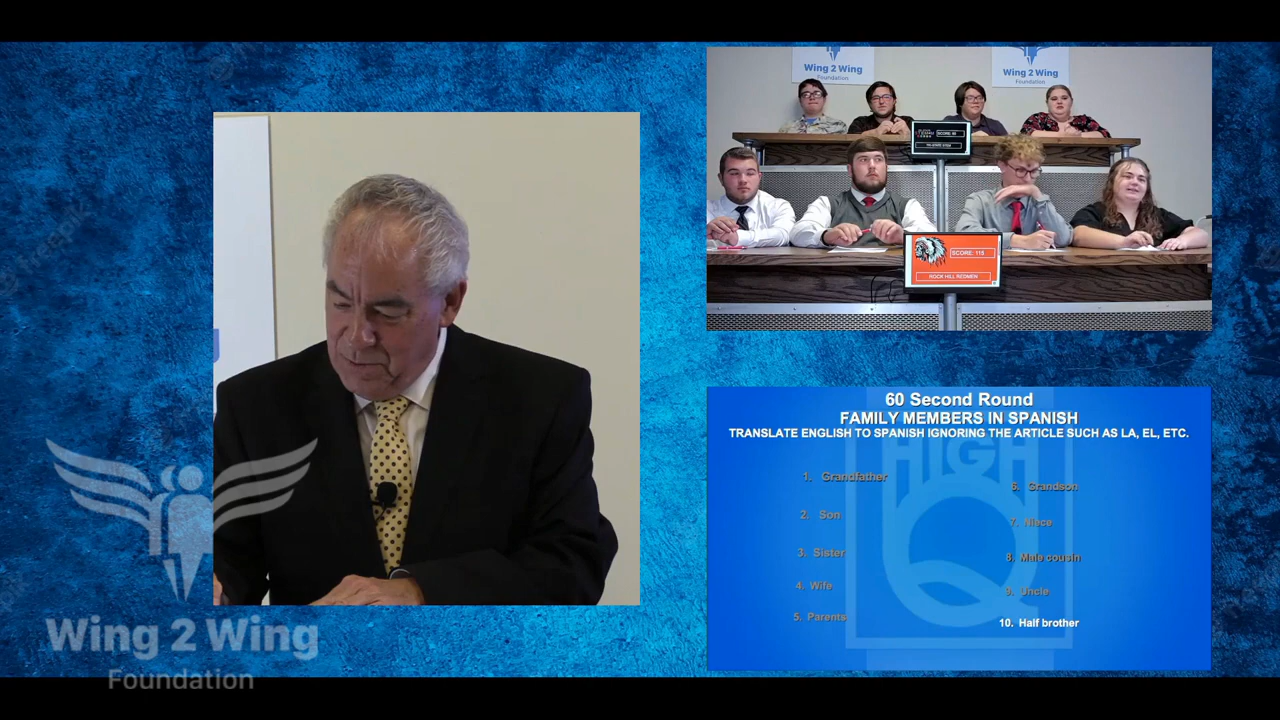 Wing 2 Wing
Foundation
Wing 2 Wing
Foundation
SCORE: 115
ROCK HILL REDMEN
60 Second Round
FAMILY MEMBERS IN SPANISH
TRANSLATE ENGLISH TO SPANISH IGNORING THE ARTICLE SUCH AS LA, EL, ETC.
HIGH
Q
1. Grandfather
2. Son
3. Sister
4. Wife
5. Parents
6. Grandson
7. Niece
8. Male cousin
9. Uncle
10. Half brother
Wing 2 Wing
Foundation